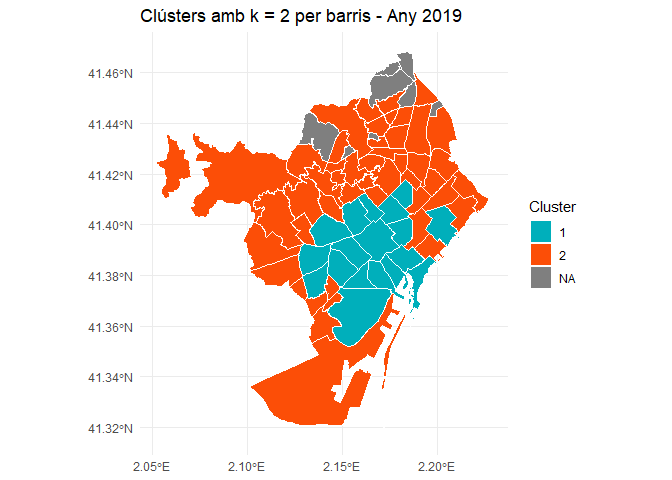 Clústers amb k = 2 per barris - Any 2019
41.46°N
41.44°N
41.42°N
41.40°N
41.38°N
41.36°N
41.34°N
41.32°N
2.05°E
2.10°E
2.15°E
2.20°E
Cluster
1
2
NA